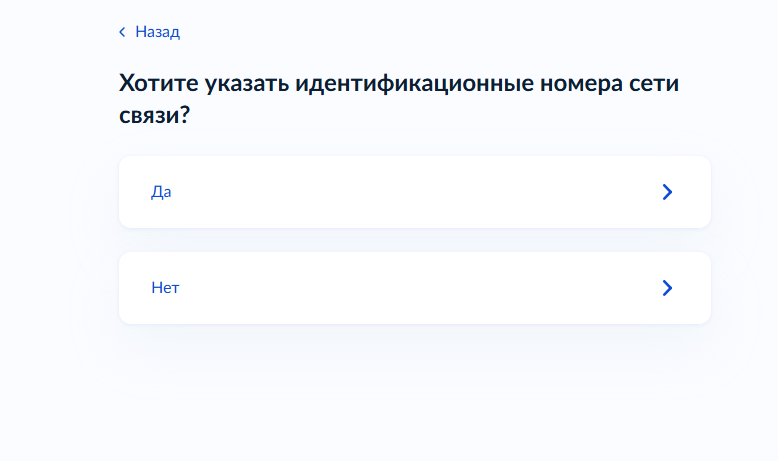 Назад
Хотите указать идентификационные номера сети
связи?
Да
Нет